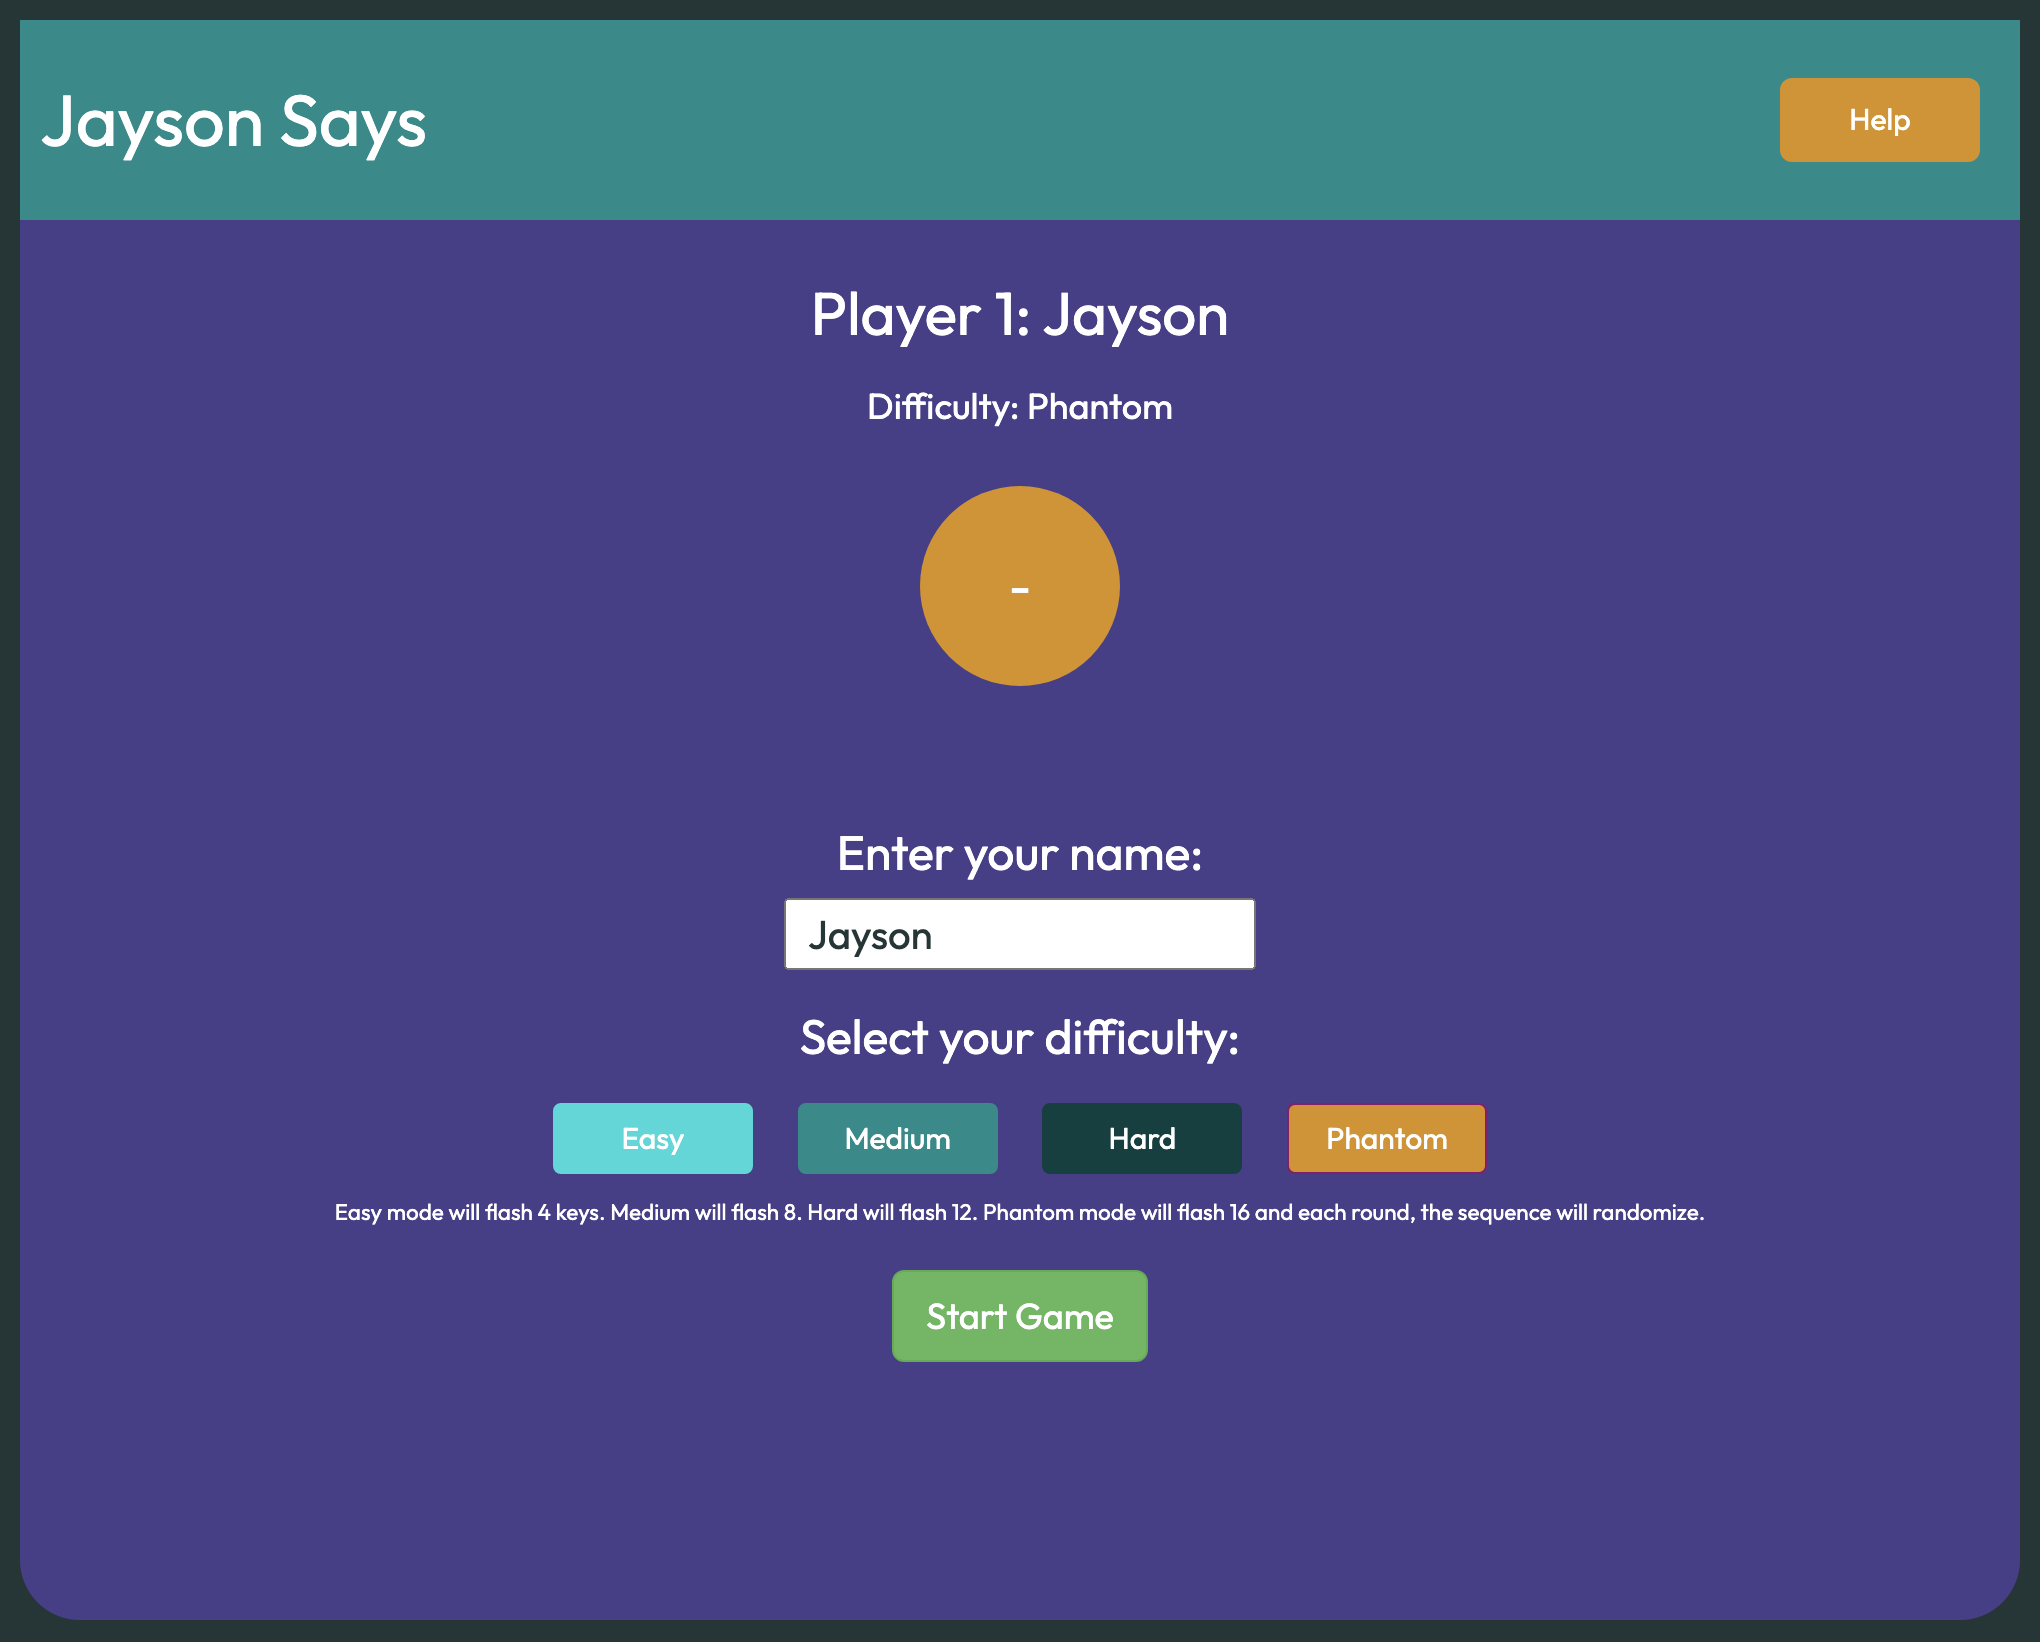 Jayson Says
Help
Player 1: Jayson
Difficulty: Phantom
-
Enter your name:
Jayson
Select your difficulty:
Easy
Medium
Hard
Phantom
Easy mode will flash 4 keys. Medium will flash 8. Hard will flash 12. Phantom mode will flash 16 and each round, the sequence will randomize.
Start Game